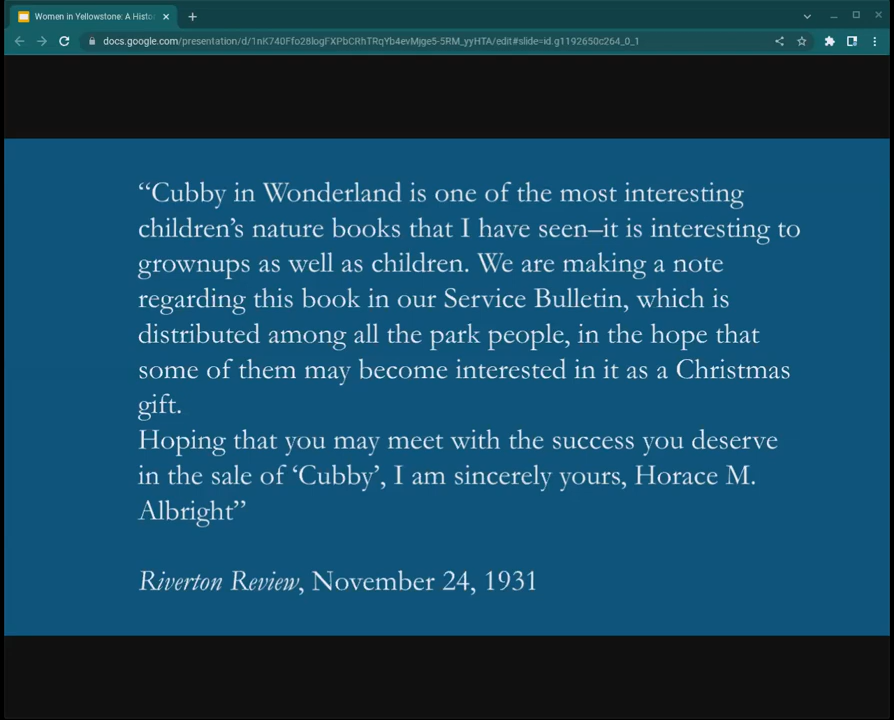 Women in Yellowstone: A Histo
docs.google.com/presentation/d/1nK740Ffo28logFXPbCRhTRqYb4evMjge5-5RM_yyHTA/edit#slide=id.g1192650c264_0_1
“Cubby in Wonderland is one of the most interesting
children’s nature books that I have seen–it is interesting to
grownups as well as children. We are making a note
regarding this book in our Service Bulletin, which is
distributed among all the park people, in the hope that
some of them may become interested in it as a Christmas
gift.
Hoping that you may meet with the success you deserve
in the sale of ‘Cubby’, I am sincerely yours, Horace M.
Albright”
Riverton Review, November 24, 1931